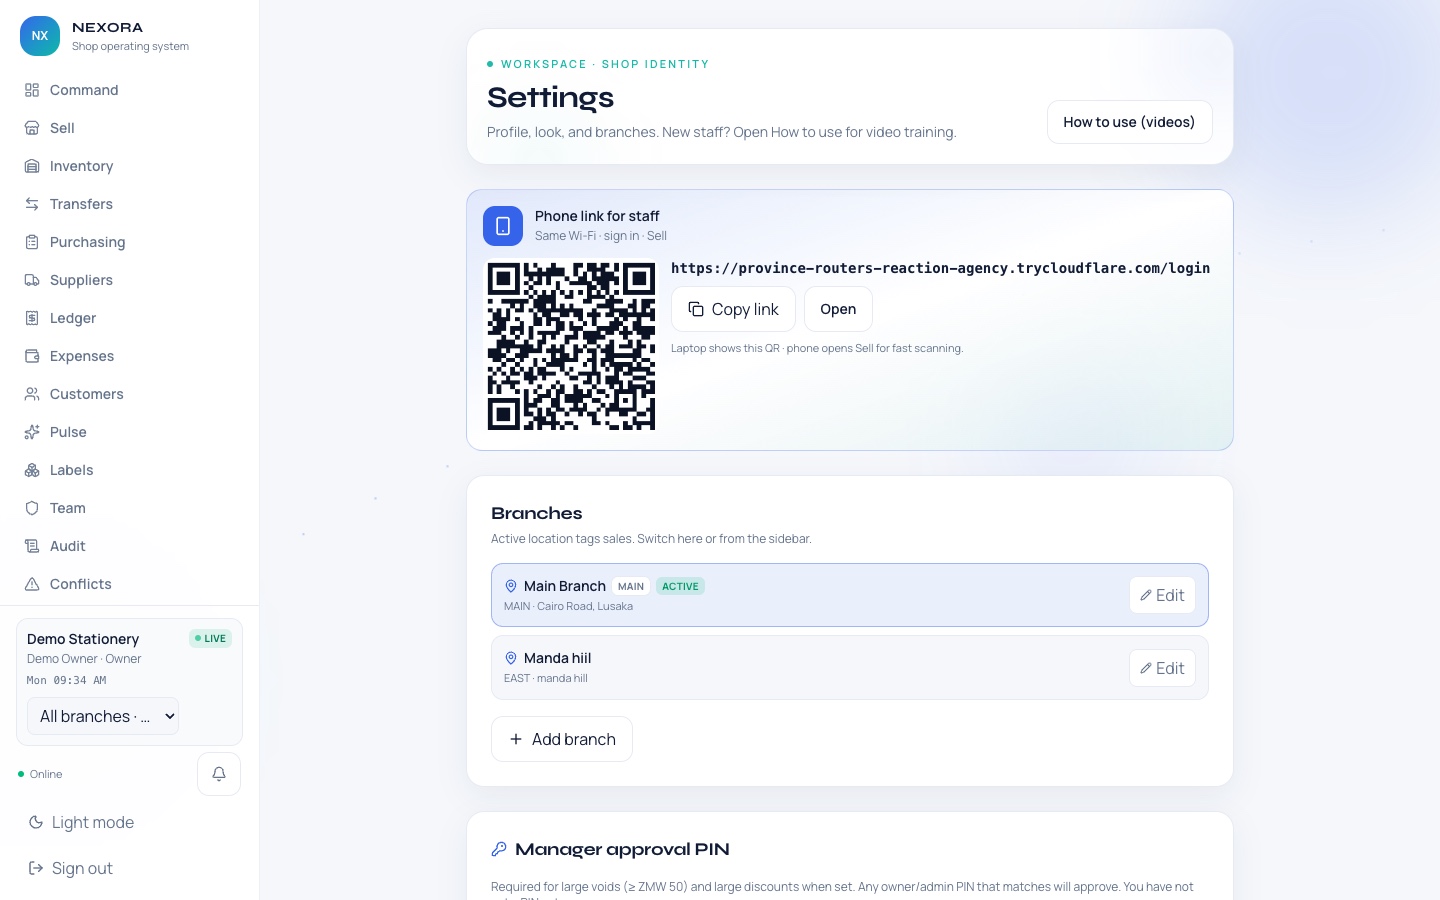 NX
NEXORA
Shop operating system
Command
Sell
Inventory
Transfers
Purchasing
Suppliers
Ledger
Expenses
Customers
Pulse
Labels
Team
Audit
Conflicts
Demo Stationery
LIVE
Demo Owner · Owner
Mon 09:34 AM
All branches · ...
Online
Light mode
Sign out
WORKSPACE · SHOP IDENTITY
Settings
Profile, look, and branches. New staff? Open How to use for video training.
How to use (videos)
Phone link for staff
Same Wi-Fi · sign in · Sell
https://province-routers-reaction-agency.trycloudflare.com/login
Copy link
Open
Laptop shows this QR · phone opens Sell for fast scanning.
Branches
Active location tags sales. Switch here or from the sidebar.
Main Branch MAIN ACTIVE
MAIN · Cairo Road, Lusaka
Edit
Manda hiil
EAST · manda hill
Edit
Add branch
Manager approval PIN
Required for large voids (≥ ZMW 50) and large discounts when set. Any owner/admin PIN that matches will approve. You have not